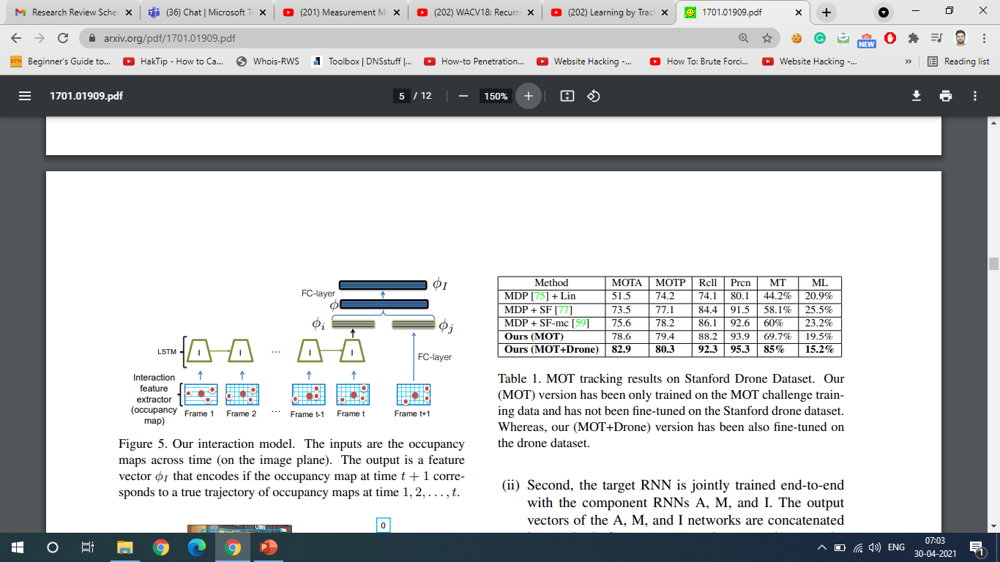 Research Review Sche
(36) Chat | Microsoft T
(201) Measurement M
(202) WACV18: Recurr
(202) Learning by Trac
1701.01909.pdf
arxiv.org/pdf/1701.01909.pdf
NEW
STN Beginner's Guide to...
HakTip - How to Ca...
Whois-RWS
Toolbox | DNSstuff |...
How-to Penetration...
Website Hacking -...
How To: Brute Forci...
Website Hacking -...
»
Reading list
1701.01909.pdf
5 / 12
150%
ϕI
FC-layer
ϕ
ϕi
ϕj
LSTM
I I ... I I
FC-layer
Interaction
feature
extractor
(occupancy
map)
Frame 1 Frame 2 ... Frame t-1 Frame t Frame t+1
Figure 5. Our interaction model. The inputs are the occupancy
maps across time (on the image plane). The output is a feature
vector ϕI that encodes if the occupancy map at time t + 1 corre-
sponds to a true trajectory of occupancy maps at time 1, 2, . . . , t.
0
Method MOTA MOTP Rcll Prcn MT ML
MDP [75] + Lin 51.5 74.2 74.1 80.1 44.2% 20.9%
MDP + SF [77] 73.5 77.1 84.4 91.5 58.1% 25.5%
MDP + SF-mc [59] 75.6 78.2 86.1 92.6 60% 23.2%
Ours (MOT) 78.6 79.4 88.2 93.9 69.7% 19.5%
Ours (MOT+Drone) 82.9 80.3 92.3 95.3 85% 15.2%
Table 1. MOT tracking results on Stanford Drone Dataset. Our
(MOT) version has been only trained on the MOT challenge train-
ing data and has not been fine-tuned on the Stanford drone dataset.
Whereas, our (MOT+Drone) version has been also fine-tuned on
the drone dataset.
(ii) Second, the target RNN is jointly trained end-to-end
with the component RNNs A, M, and I. The output
vectors of the A, M, and I networks are concatenated
ENG
07:03
30-04-2021
1